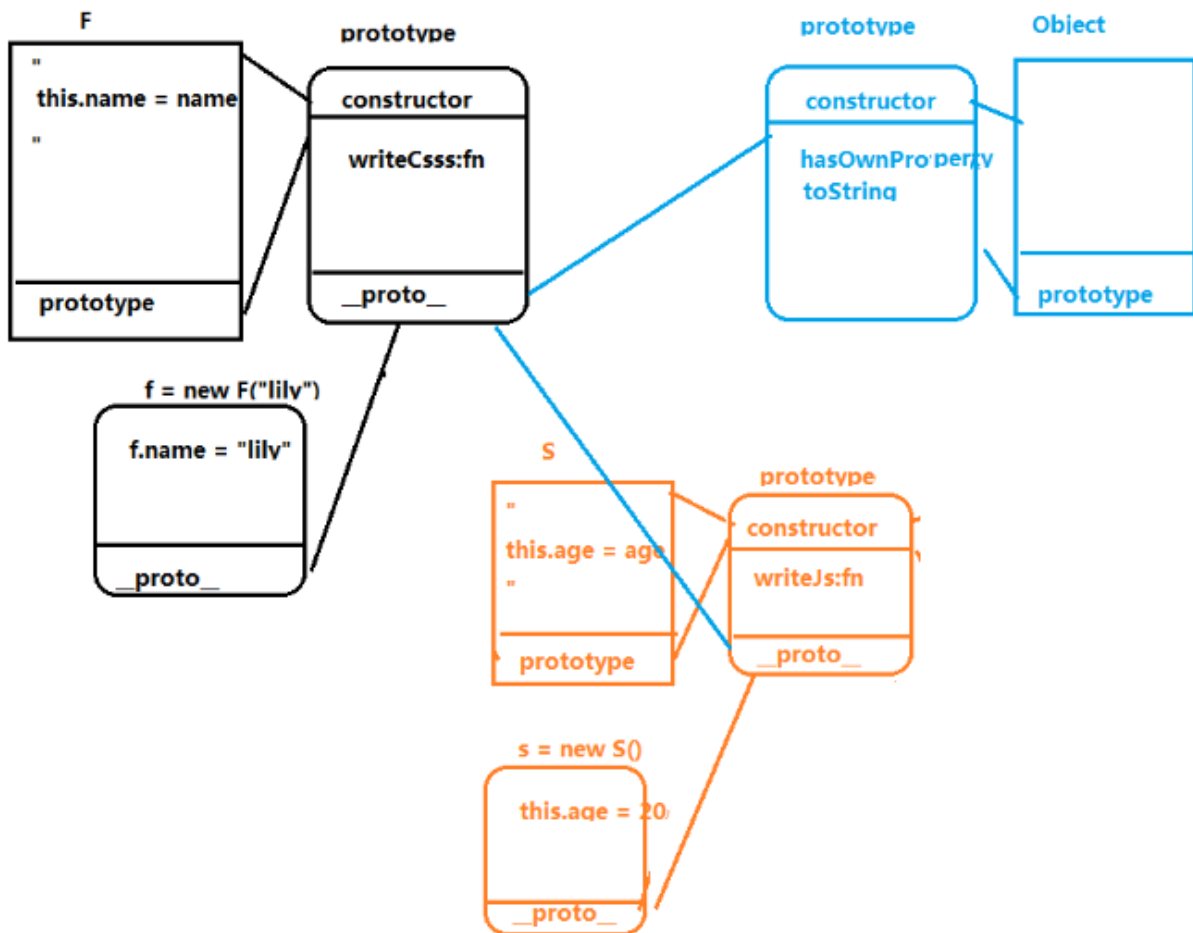 F
"
this.name = name
"
prototype
prototype
constructor
writeCsss:fn
__proto__
f = new F("lily")
f.name = "lily"
__proto__
prototype
constructor
hasOwnProperty
toString
Object
prototype
S
"
this.age = age
"
prototype
prototype
constructor
writeJs:fn
__proto__
s = new S()
this.age = 20
__proto__